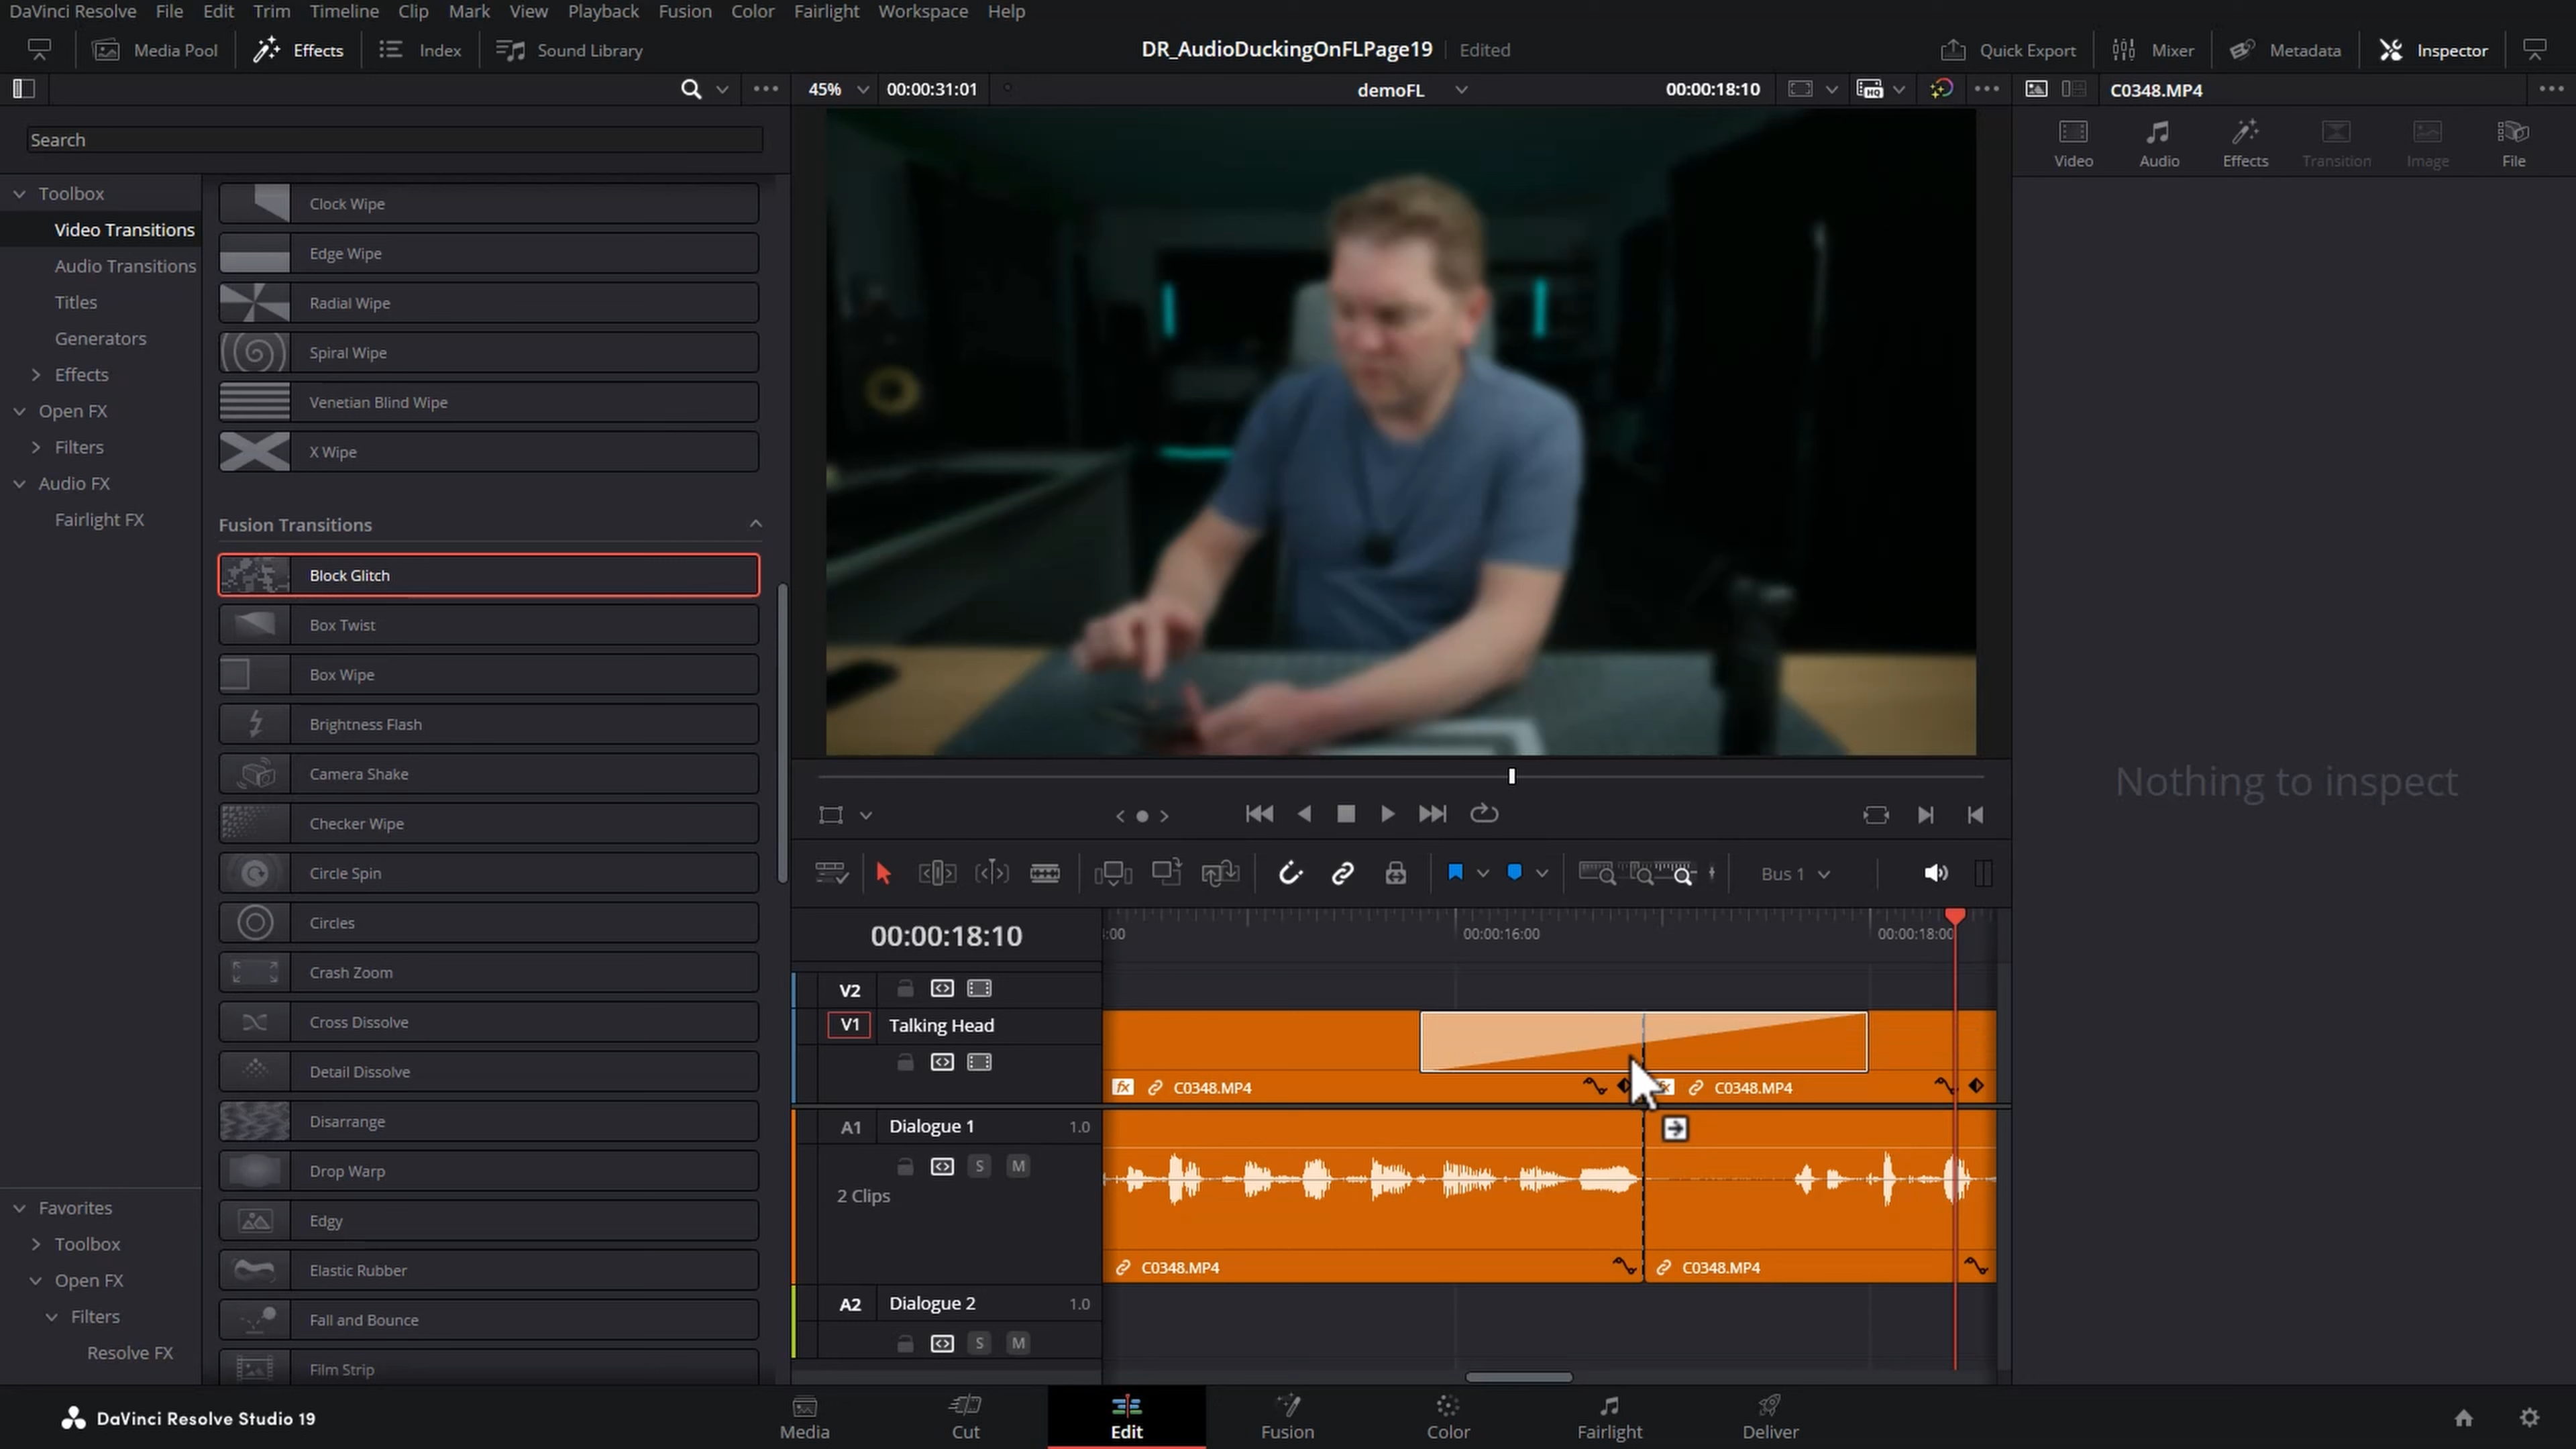 DaVinci Resolve File Edit Trim Timeline Clip Mark View Playback Fusion Color Fairlight Workspace Help
Media Pool Effects Index Sound Library DR_AudioDuckingOnFLPage19 Edited Quick Export Mixer Metadata Inspector
45% 00:00:31:01 demoFL 00:00:18:10 HQ C0348.MP4
Search
Video Audio Effects Transition Image File
Toolbox
Video Transitions
Audio Transitions
Titles
Generators
Effects
Open FX
Filters
Audio FX
Fairlight FX
Favorites
Toolbox
Open FX
Filters
Resolve FX
Clock Wipe
Edge Wipe
Radial Wipe
Spiral Wipe
Venetian Blind Wipe
X Wipe
Fusion Transitions
Block Glitch
Box Twist
Box Wipe
Brightness Flash
Camera Shake
Checker Wipe
Circle Spin
Circles
Crash Zoom
Cross Dissolve
Detail Dissolve
Disarrange
Drop Warp
Edgy
Elastic Rubber
Fall and Bounce
Film Strip
Nothing to inspect
Bus 1
00:00:18:10 :00 00:00:16:00 00:00:18:00
V2
V1 Talking Head
fx C0348.MP4 C0348.MP4
A1 Dialogue 1 1.0
S M
2 Clips
C0348.MP4 C0348.MP4
A2 Dialogue 2 1.0
S M
DaVinci Resolve Studio 19 Media Cut Edit Fusion Color Fairlight Deliver